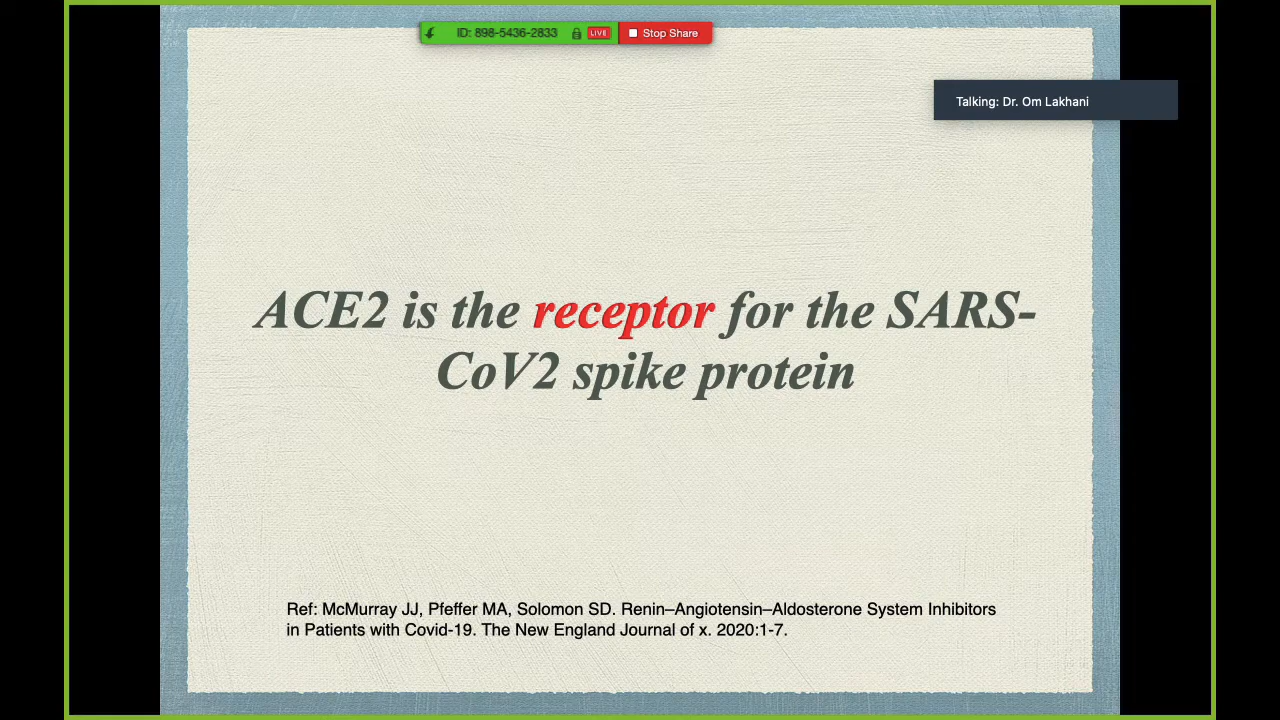 ID: 898-5436-2833 LIVE Stop Share
Talking: Dr. Om Lakhani
ACE2 is the receptor for the SARS-
CoV2 spike protein
Ref: McMurray JJ, Pfeffer MA, Solomon SD. Renin–Angiotensin–Aldosterone System Inhibitors
in Patients with Covid-19. The New England Journal of x. 2020:1-7.